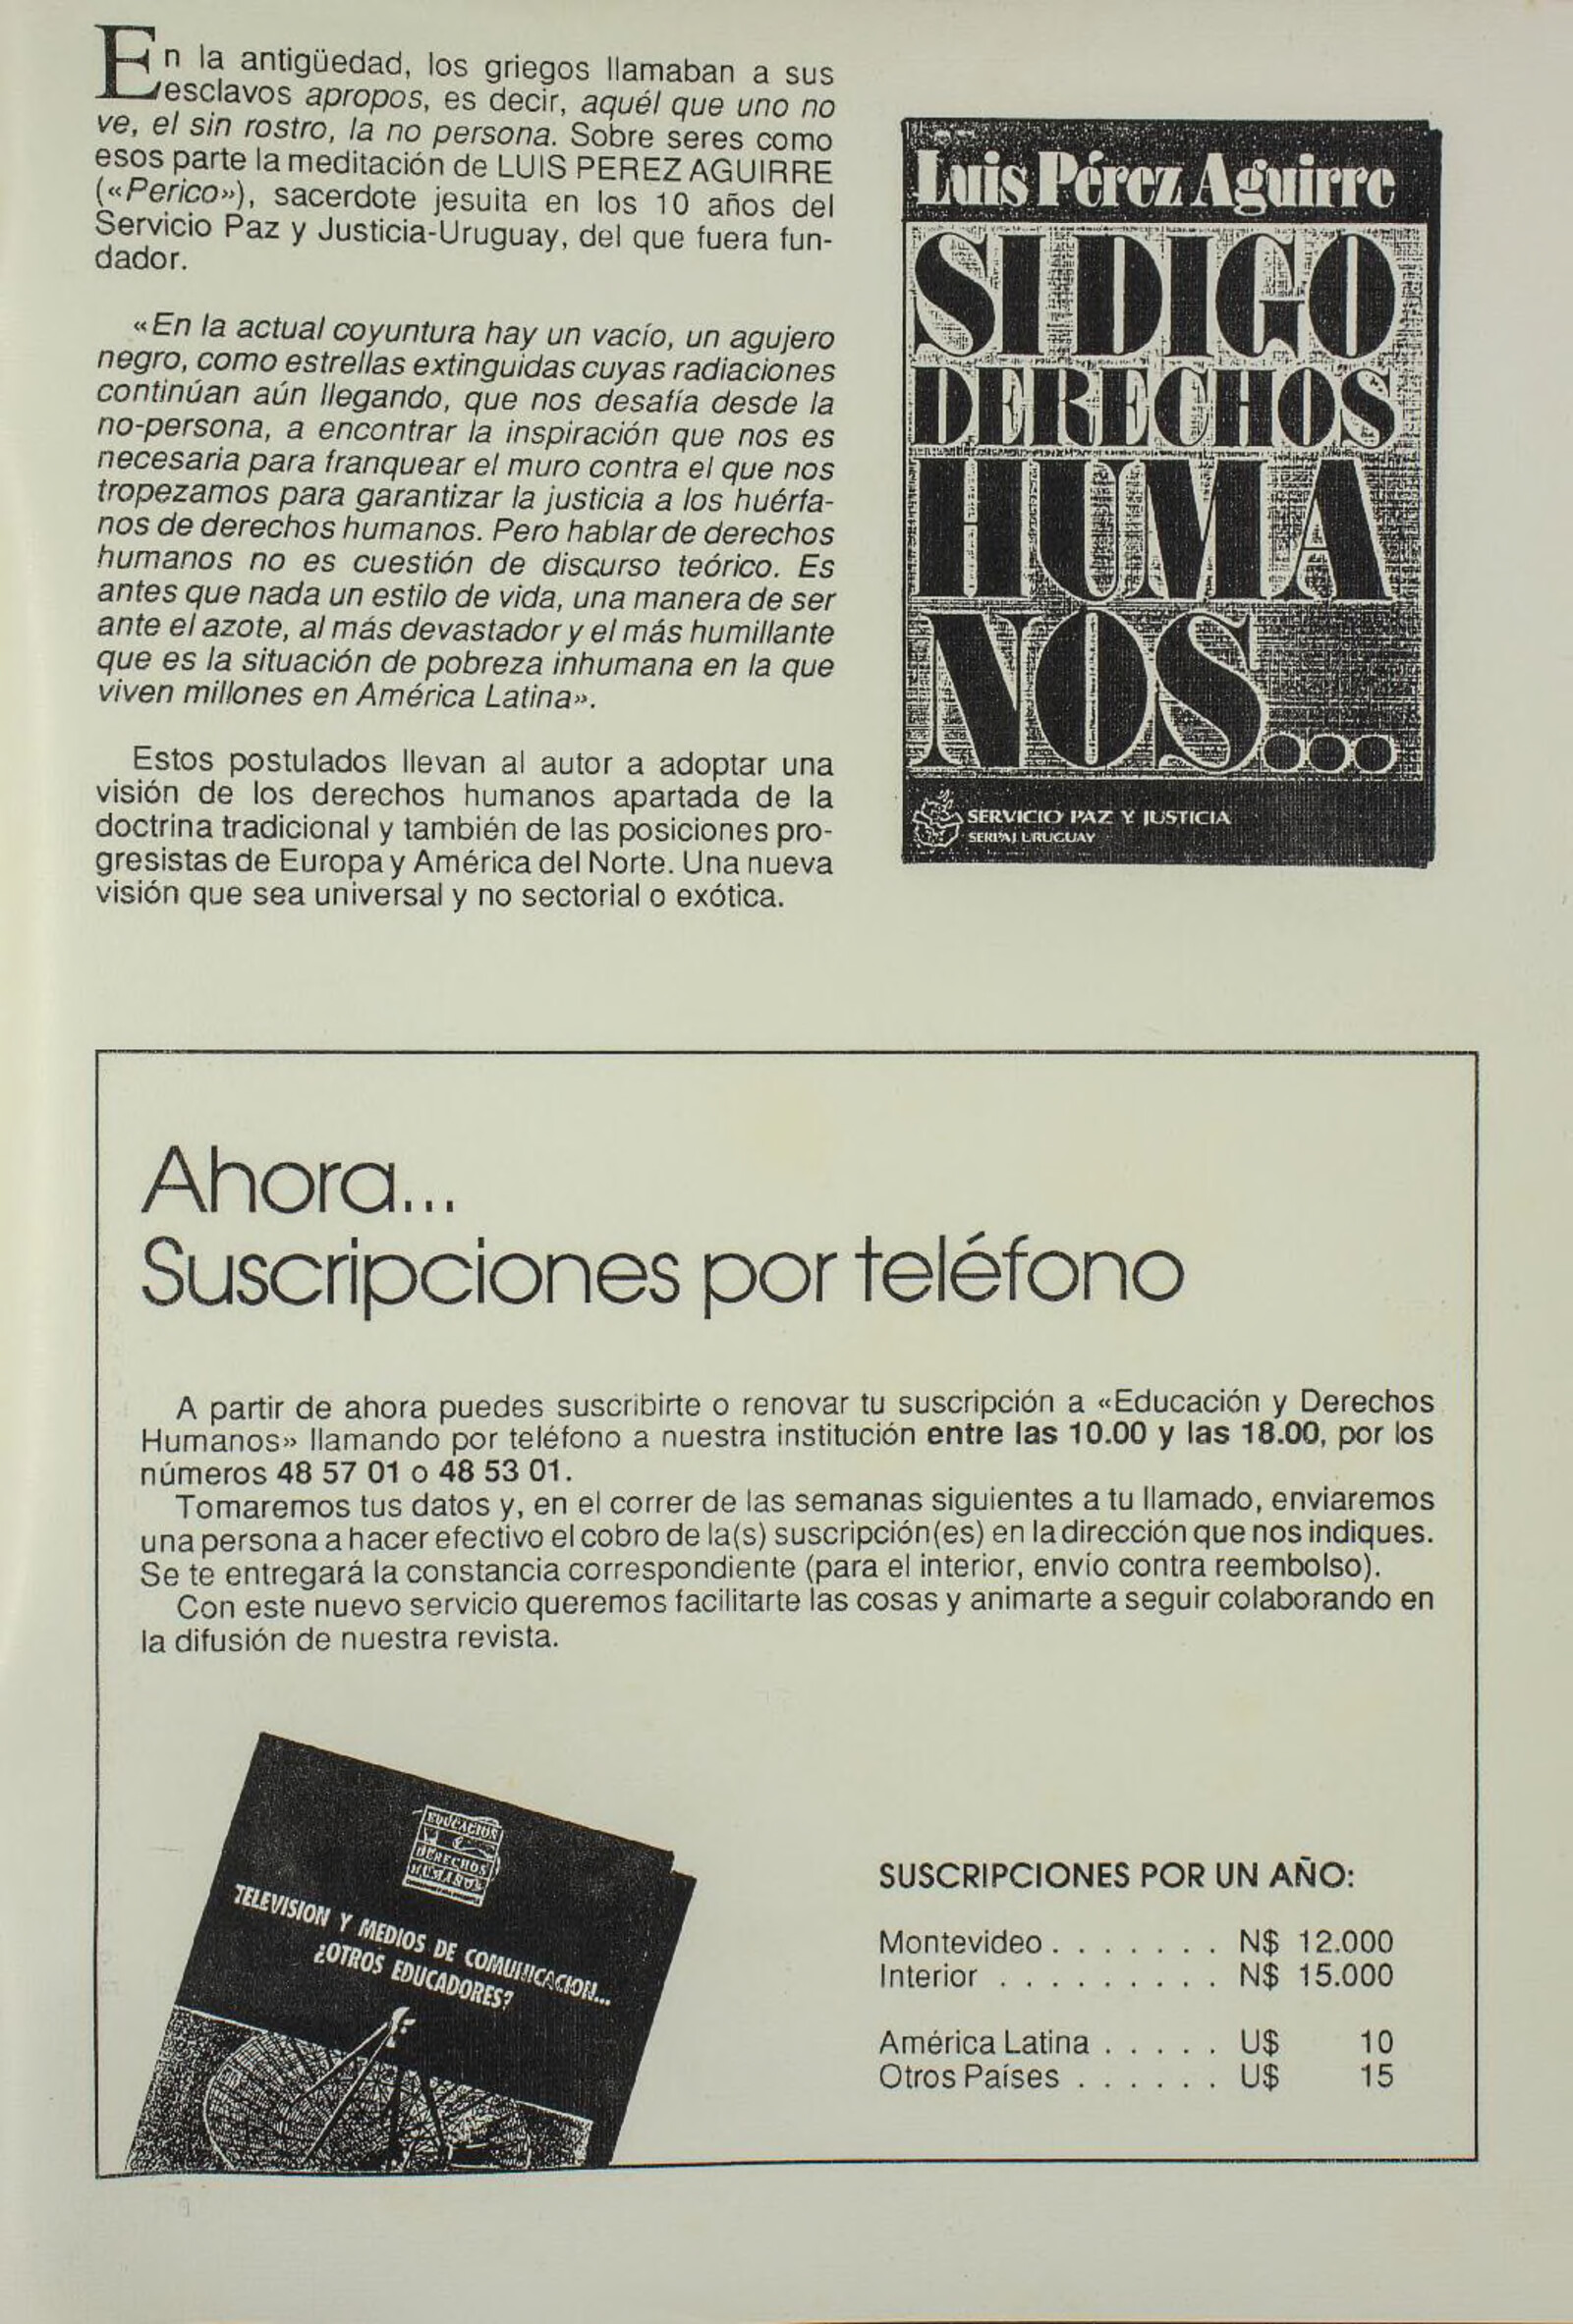 En la antigüedad, los griegos llamaban a sus
esclavos apropos, es decir, aquél que uno no
ve, el sin rostro, la no persona. Sobre seres como
esos parte la meditación de LUIS PEREZ AGUIRRE
(«Perico»), sacerdote jesuita en los 10 años del
Servicio Paz y Justicia-Uruguay, del que fuera fun-
dador.
«En la actual coyuntura hay un vacío, un agujero
negro, como estrellas extinguidas cuyas radiaciones
continúan aún llegando, que nos desafía desde la
no-persona, a encontrar la inspiración que nos es
necesaria para franquear el muro contra el que nos
tropezamos para garantizar la justicia a los huérfa-
nos de derechos humanos. Pero hablar de derechos
humanos no es cuestión de discurso teórico. Es
antes que nada un estilo de vida, una manera de ser
ante el azote, al más devastador y el más humillante
que es la situación de pobreza inhumana en la que
viven millones en América Latina».
Estos postulados llevan al autor a adoptar una
visión de los derechos humanos apartada de la
doctrina tradicional y también de las posiciones pro-
gresistas de Europa y América del Norte. Una nueva
visión que sea universal y no sectorial o exótica.
Luis Pérez Aguirre
SI DIGO
DERECHOS
HUMA
NOS...
SERVICIO PAZ Y JUSTICIA
SERPAJ URUGUAY
Ahora...
Suscripciones por teléfono
A partir de ahora puedes suscribirte o renovar tu suscripción a «Educación y Derechos
Humanos» llamando por teléfono a nuestra institución entre las 10.00 y las 18.00, por los
números 48 57 01 o 48 53 01.
Tomaremos tus datos y, en el correr de las semanas siguientes a tu llamado, enviaremos
una persona a hacer efectivo el cobro de la(s) suscripción(es) en la dirección que nos indiques.
Se te entregará la constancia correspondiente (para el interior, envío contra reembolso).
Con este nuevo servicio queremos facilitarte las cosas y animarte a seguir colaborando en
la difusión de nuestra revista.
EDUCACION
Y
DERECHOS
HUMANOS
TELEVISION Y MEDIOS DE COMUNICACION...
¿OTROS EDUCADORES?
SUSCRIPCIONES POR UN AÑO:
Montevideo . . . . . . . N$ 12.000
Interior . . . . . . . . . . N$ 15.000
América Latina . . . . . U$ 10
Otros Países . . . . . . U$ 15